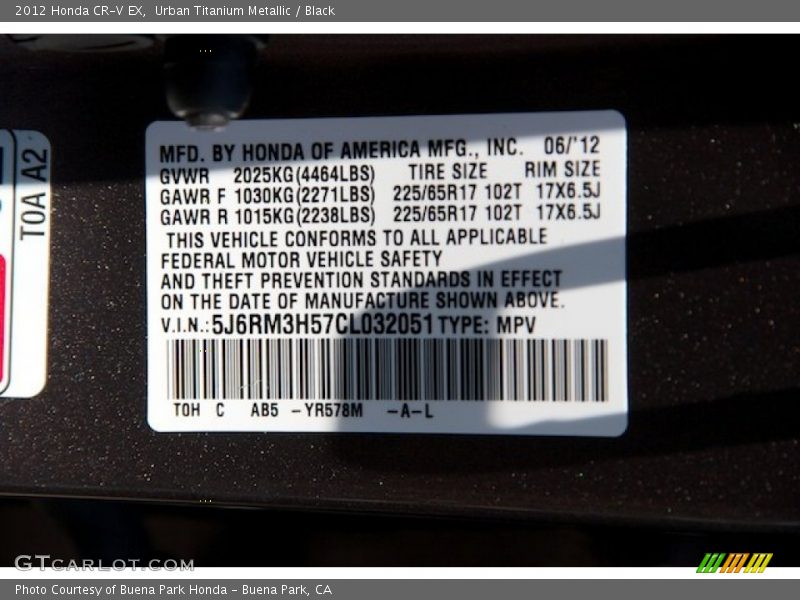 2012 Honda CR-V EX, Urban Titanium Metallic / Black
T0A A2
MFD. BY HONDA OF AMERICA MFG., INC. 06/'12
GVWR 2025KG(4464LBS) TIRE SIZE RIM SIZE
GAWR F 1030KG(2271LBS) 225/65R17 102T 17X6.5J
GAWR R 1015KG(2238LBS) 225/65R17 102T 17X6.5J
THIS VEHICLE CONFORMS TO ALL APPLICABLE
FEDERAL MOTOR VEHICLE SAFETY
AND THEFT PREVENTION STANDARDS IN EFFECT
ON THE DATE OF MANUFACTURE SHOWN ABOVE.
V.I.N.: 5J6RM3H57CL032051 TYPE: MPV
T0H C AB5 -YR578M -A-L
GTCARLOT.COM
Photo Courtesy of Buena Park Honda - Buena Park, CA